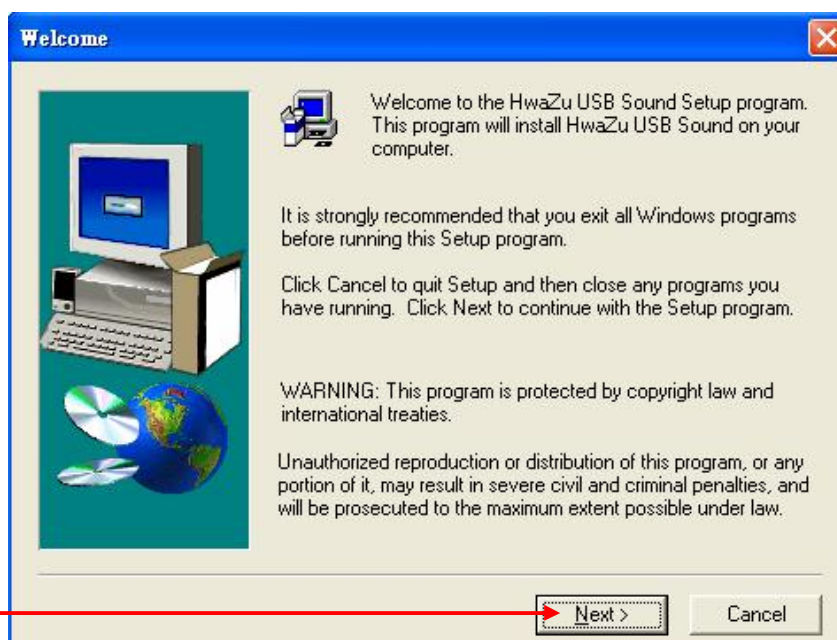 Welcome
Welcome to the HwaZu USB Sound Setup program.
This program will install HwaZu USB Sound on your
computer.
It is strongly recommended that you exit all Windows programs
before running this Setup program.
Click Cancel to quit Setup and then close any programs you
have running. Click Next to continue with the Setup program.
WARNING: This program is protected by copyright law and
international treaties.
Unauthorized reproduction or distribution of this program, or any
portion of it, may result in severe civil and criminal penalties, and
will be prosecuted to the maximum extent possible under law.
Next >
Cancel